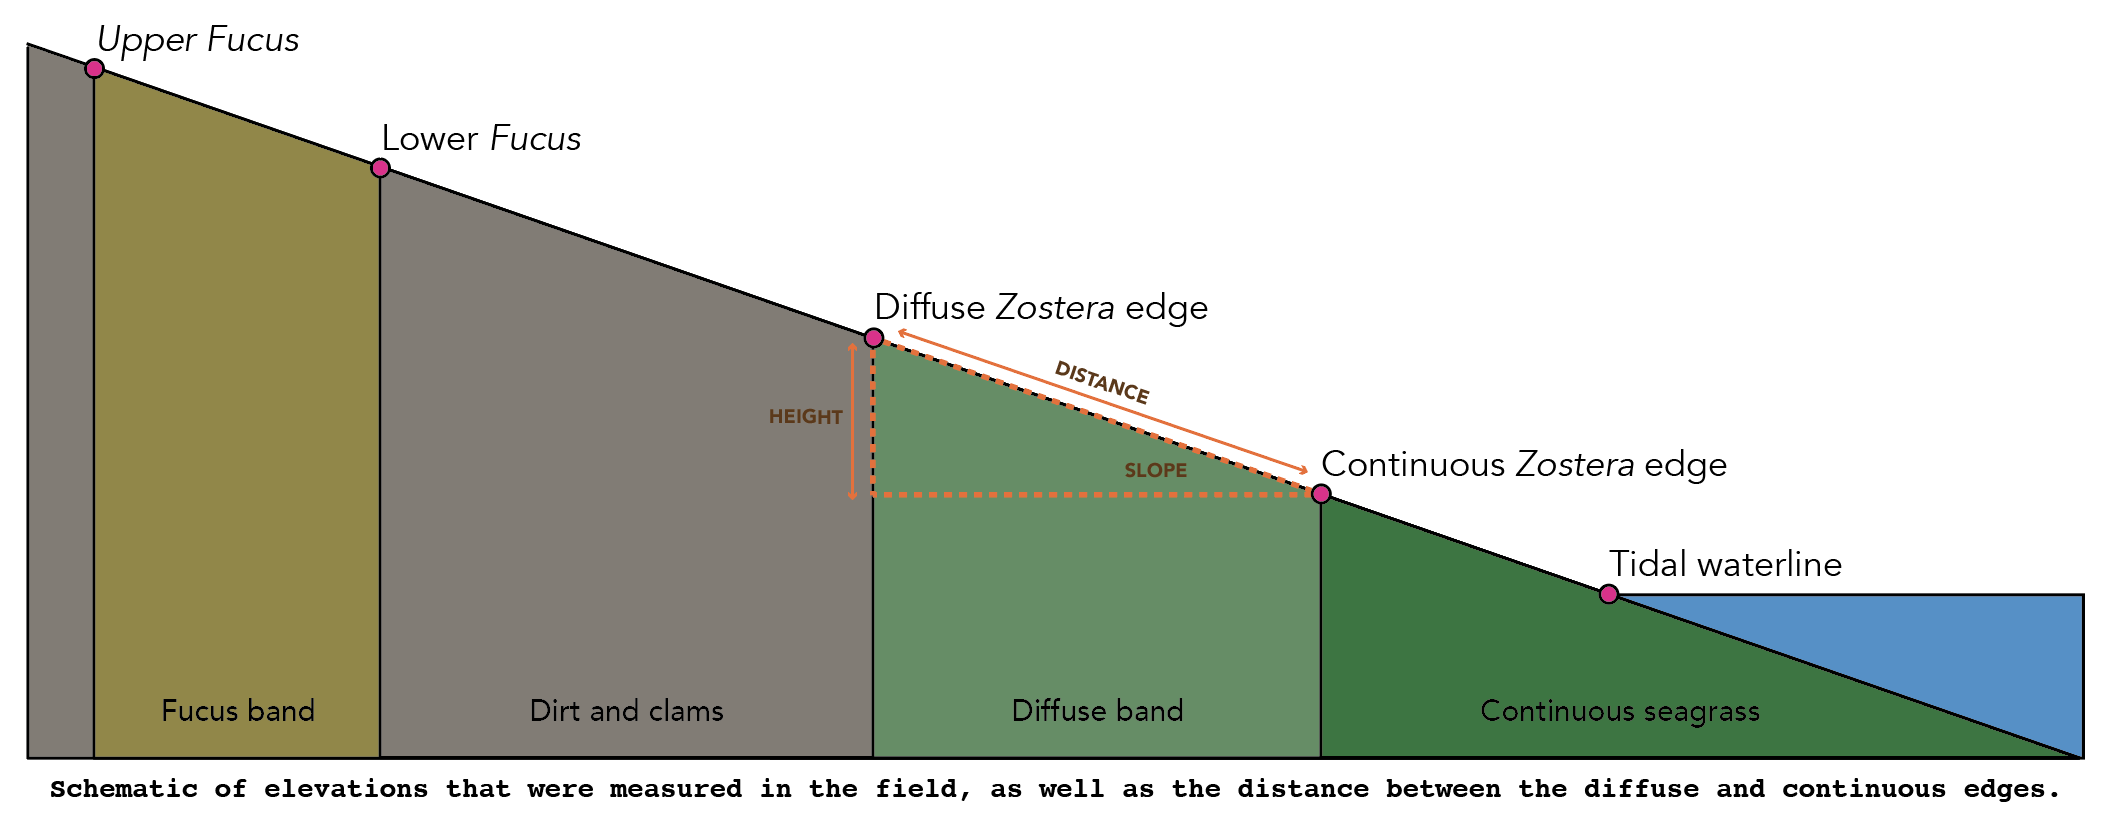 Upper Fucus
Lower Fucus
Diffuse Zostera edge
DISTANCE
HEIGHT
SLOPE
Continuous Zostera edge
Tidal waterline
Fucus band
Dirt and clams
Diffuse band
Continuous seagrass
Schematic of elevations that were measured in the field, as well as the distance between the diffuse and continuous edges.